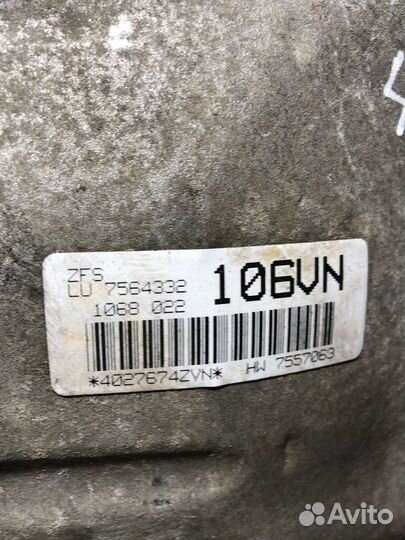 ZFS
LU 7564332 106VN
1068 022
*4027674ZVN* HW 7557063
Avito